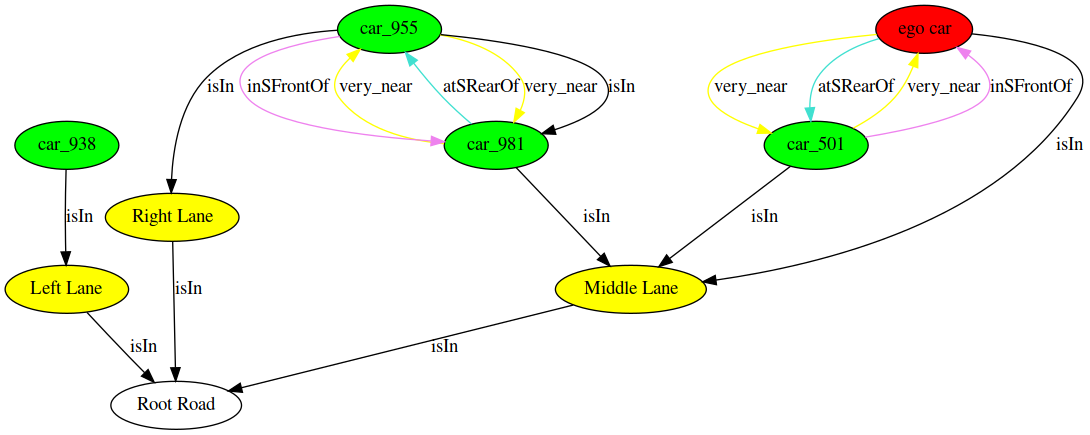 car_955
ego car
isIn
inSFrontOf
very_near
atSRearOf
very_near
isIn
very_near
atSRearOf
very_near
inSFrontOf
car_938
car_981
car_501
isIn
isIn
Right Lane
isIn
isIn
Left Lane
isIn
Middle Lane
isIn
isIn
Root Road